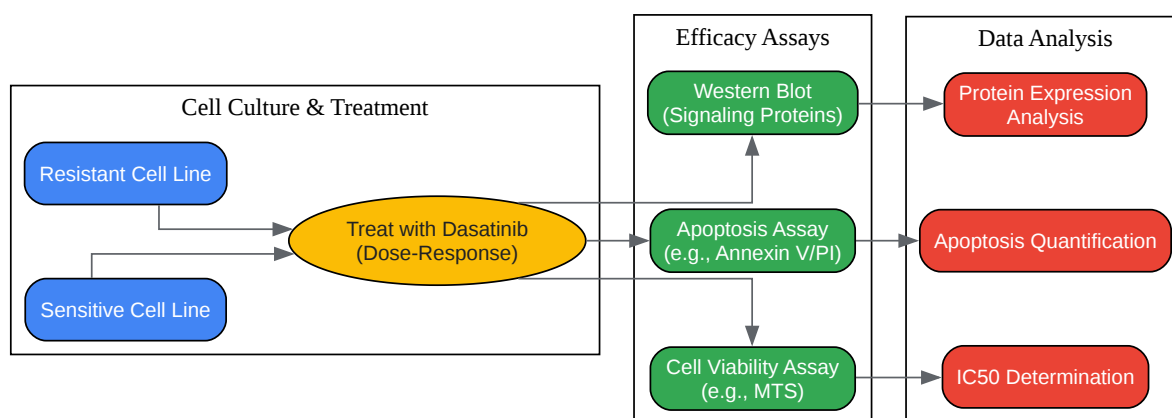 Cell Culture & Treatment
Resistant Cell Line
Sensitive Cell Line
Treat with Dasatinib
(Dose-Response)
Efficacy Assays
Western Blot
(Signaling Proteins)
Apoptosis Assay
(e.g., Annexin V/PI)
Cell Viability Assay
(e.g., MTS)
Data Analysis
Protein Expression
Analysis
Apoptosis Quantification
IC50 Determination